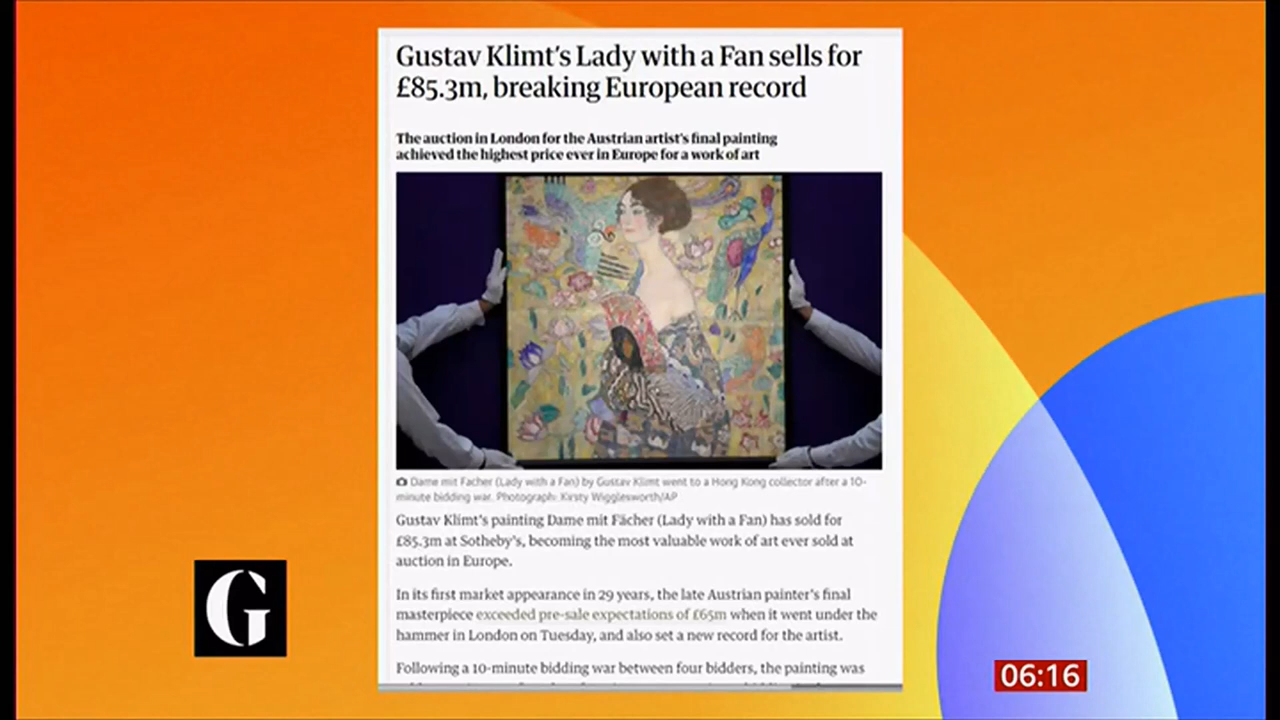 Gustav Klimt's Lady with a Fan sells for
£85.3m, breaking European record
The auction in London for the Austrian artist's final painting
achieved the highest price ever in Europe for a work of art
Dame mit Facher (Lady with a Fan) by Gustav Klimt went to a Hong Kong collector after a 10-
minute bidding war. Photograph: Kirsty Wigglesworth/AP
Gustav Klimt's painting Dame mit Fächer (Lady with a Fan) has sold for
£85.3m at Sotheby's, becoming the most valuable work of art ever sold at
auction in Europe.
In its first market appearance in 29 years, the late Austrian painter's final
masterpiece exceeded pre-sale expectations of £65m when it went under the
hammer in London on Tuesday, and also set a new record for the artist.
Following a 10-minute bidding war between four bidders, the painting was
G
06:16